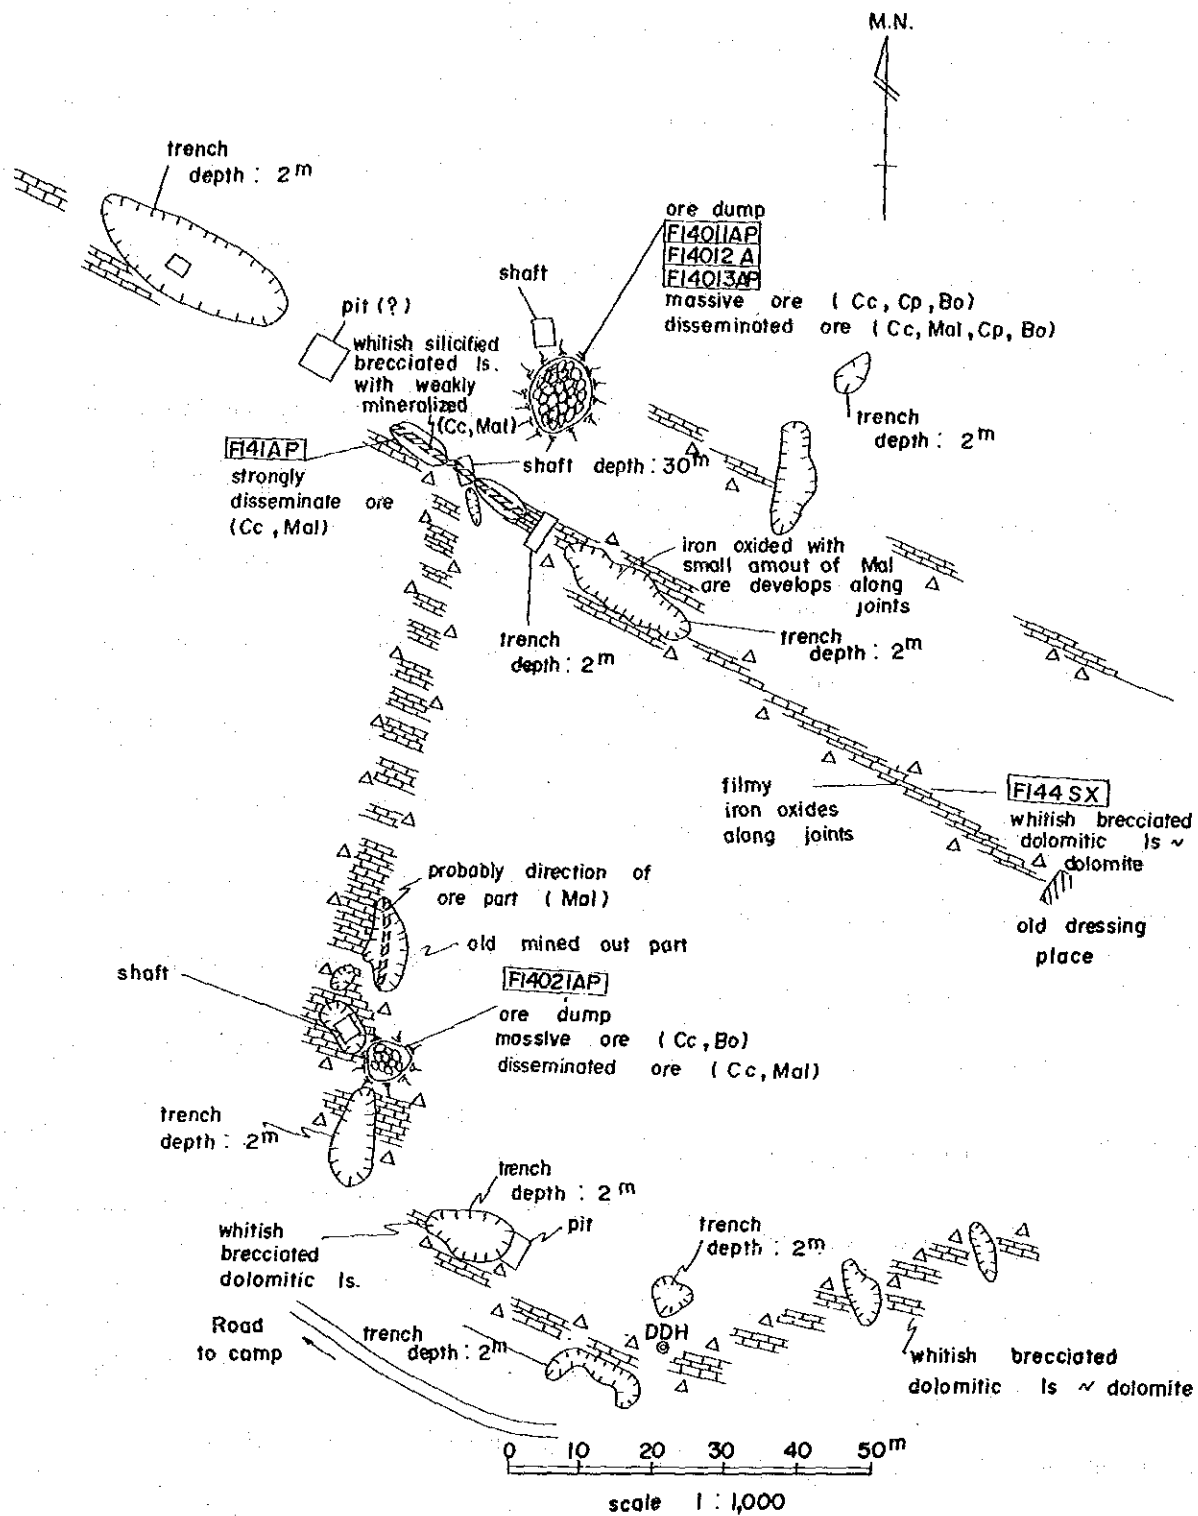 M.N.
trench
depth : 2m
ore dump
F14011AP
F14012 A
F14013AP
massive ore ( Cc, Cp, Bo)
disseminated ore ( Cc, Mal, Cp, Bo)
shaft
pit (?)
whitish silicified
brecciated ls.
with weakly
mineralized
(Cc, Mal)
trench
depth : 2m
F141AP
strongly
disseminate ore
(Cc, Mal)
shaft depth : 30m
iron oxided with
small amout of Mal
are develops along
joints
trench
depth : 2m
trench
depth : 2m
filmy
iron oxides
along joints
F144 SX
whitish brecciated
dolomitic ls ~
dolomite
old dressing
place
probably direction of
ore part ( Mal)
old mined out part
shaft
F14021AP
ore dump
massive ore ( Cc, Bo)
disseminated ore ( Cc, Mal)
trench
depth : 2m
trench
depth : 2m
pit
whitish
brecciated
dolomitic ls.
trench
depth : 2m
Road
to camp
trench
depth : 2m
DDH
whitish brecciated
dolomitic ls ~ dolomite
0 10 20 30 40 50m
scale 1 : 1,000